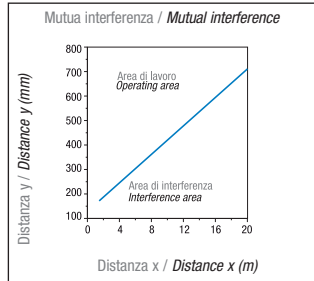 Mutua interferenza / Mutual interference
Distanza y / Distance y (mm)
800
700
600
500
400
300
200
100
Area di lavoro
Operating area
Area di interferenza
Interference area
0 4 8 12 16 20
Distanza x / Distance x (m)